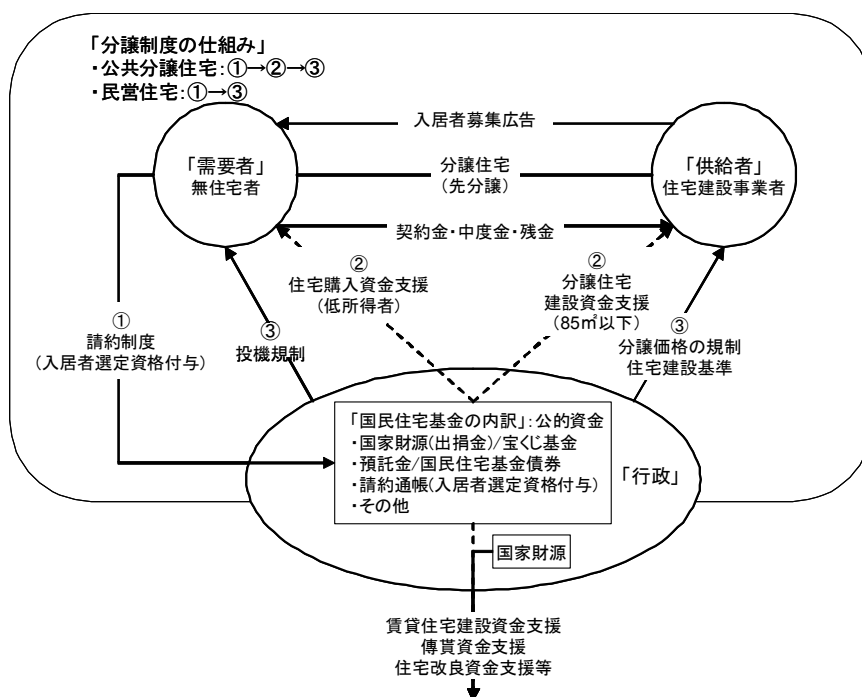 「分譲制度の仕組み」
・公共分譲住宅：①→②→③
・民営住宅：①→③
入居者募集広告
「需要者」
無住宅者
分譲住宅
(先分譲)
「供給者」
住宅建設事業者
契約金・中度金・残金
②
住宅購入資金支援
(低所得者)
②
分譲住宅
建設資金支援
(85㎡以下)
①
請約制度
(入居者選定資格付与)
③
投機規制
③
分譲価格の規制
住宅建設基準
「国民住宅基金の内訳」：公的資金
・国家財源(出捐金)/宝くじ基金
・預託金/国民住宅基金債券
・請約通帳(入居者選定資格付与)
・その他
「行政」
国家財源
賃貸住宅建設資金支援
傳貰資金支援
住宅改良資金支援等